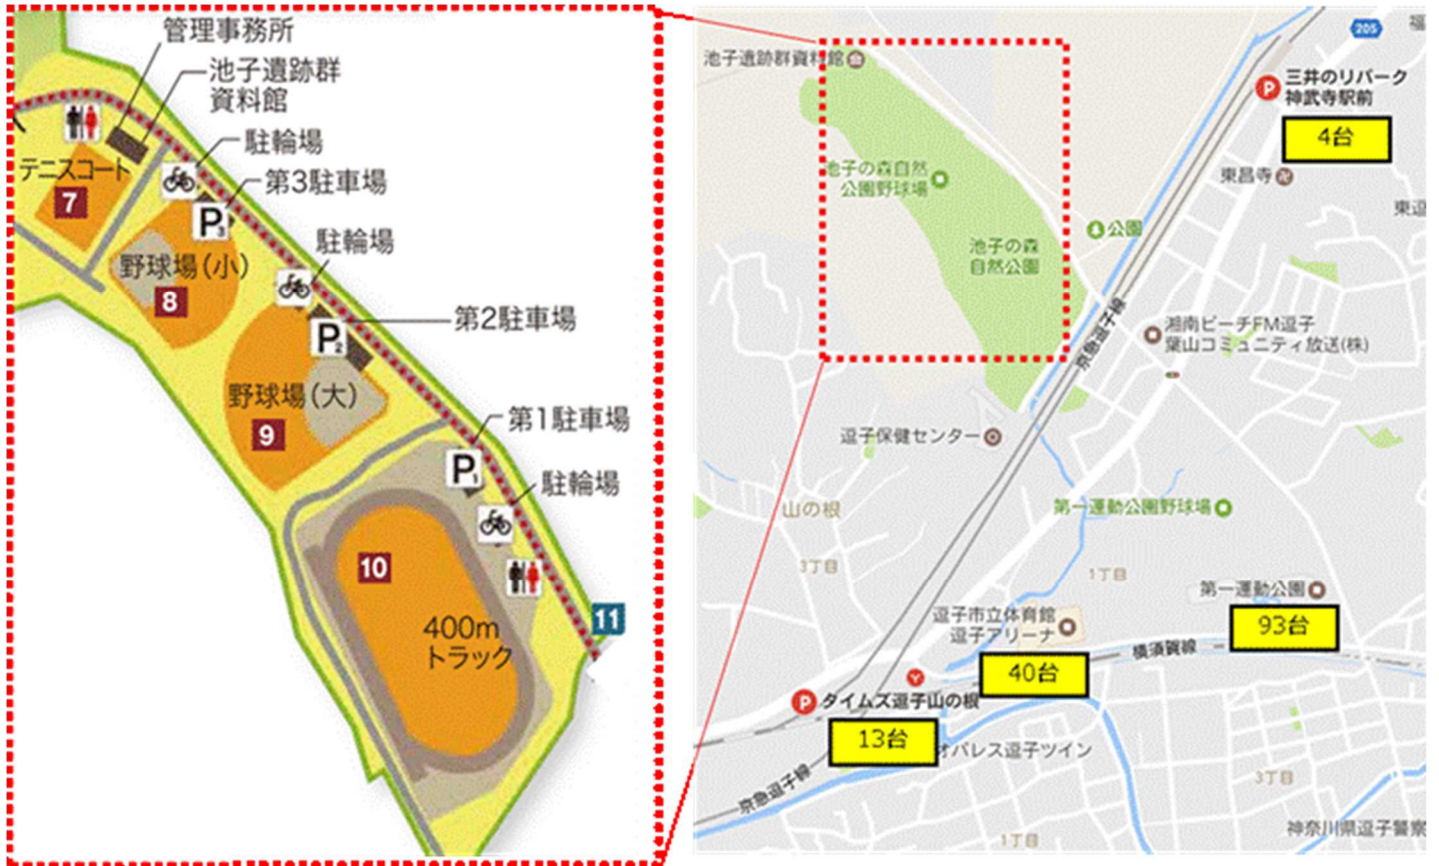 管理事務所
池子遺跡群
資料館
駐輪場
テニスコート
第3駐車場
7
P3
駐輪場
野球場(小)
8
第2駐車場
P2
野球場(大)
9
第1駐車場
P1
駐輪場
10
400m
トラック
11
205
福
池子遺跡群資料館
P
三井のリパーク
神武寺駅前
4台
東昌寺
東逗
池子の森自然
公園野球場
公園
池子の森
自然公園
湘南ビーチFM逗子
葉山コミュニティ放送(株)
逗子保健センター
山の根
第一運動公園野球場
3丁目
1丁目
第一運動公園
93台
逗子市立体育館
逗子アリーナ
横須賀線
40台
P
タイムズ逗子山の根
13台
オパレス逗子ツイン
京急逗子線
3丁目
神奈川県逗子警察
1丁目